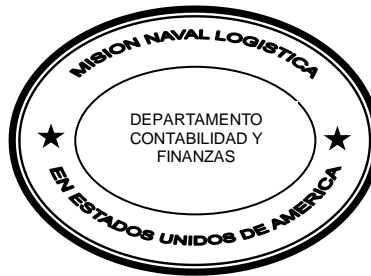 MISION NAVAL LOGISTICA
DEPARTAMENTO
CONTABILIDAD Y
FINANZAS
EN ESTADOS UNIDOS DE AMERICA